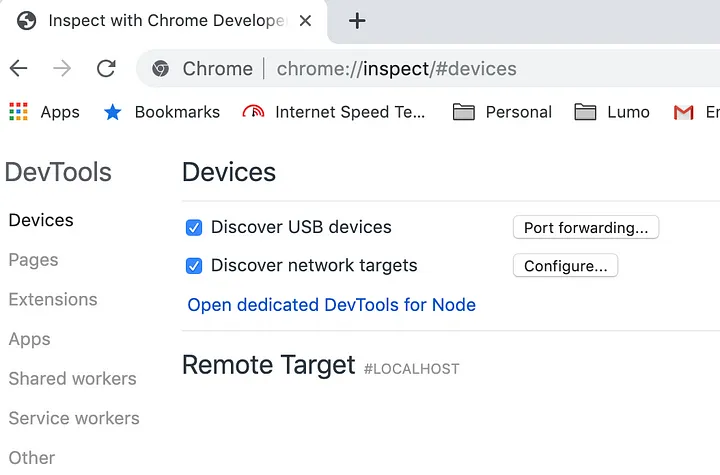 Inspect with Chrome Develope
Chrome | chrome://inspect/#devices
Apps Bookmarks Internet Speed Te... Personal Lumo Er
DevTools
Devices
Pages
Extensions
Apps
Shared workers
Service workers
Other
Devices
Discover USB devices Port forwarding...
Discover network targets Configure...
Open dedicated DevTools for Node
Remote Target #LOCALHOST